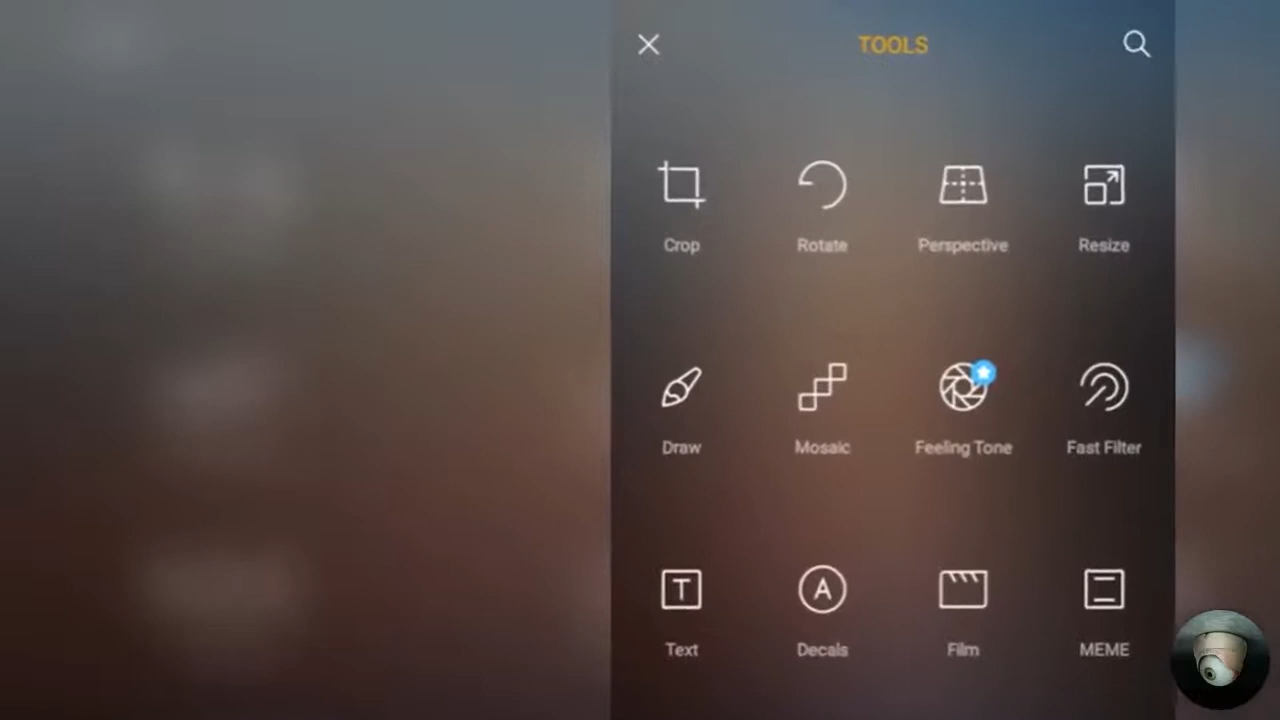 TOOLS
Crop Rotate Perspective Resize
Draw Mosaic Feeling Tone Fast Filter
Text Decals Film MEME